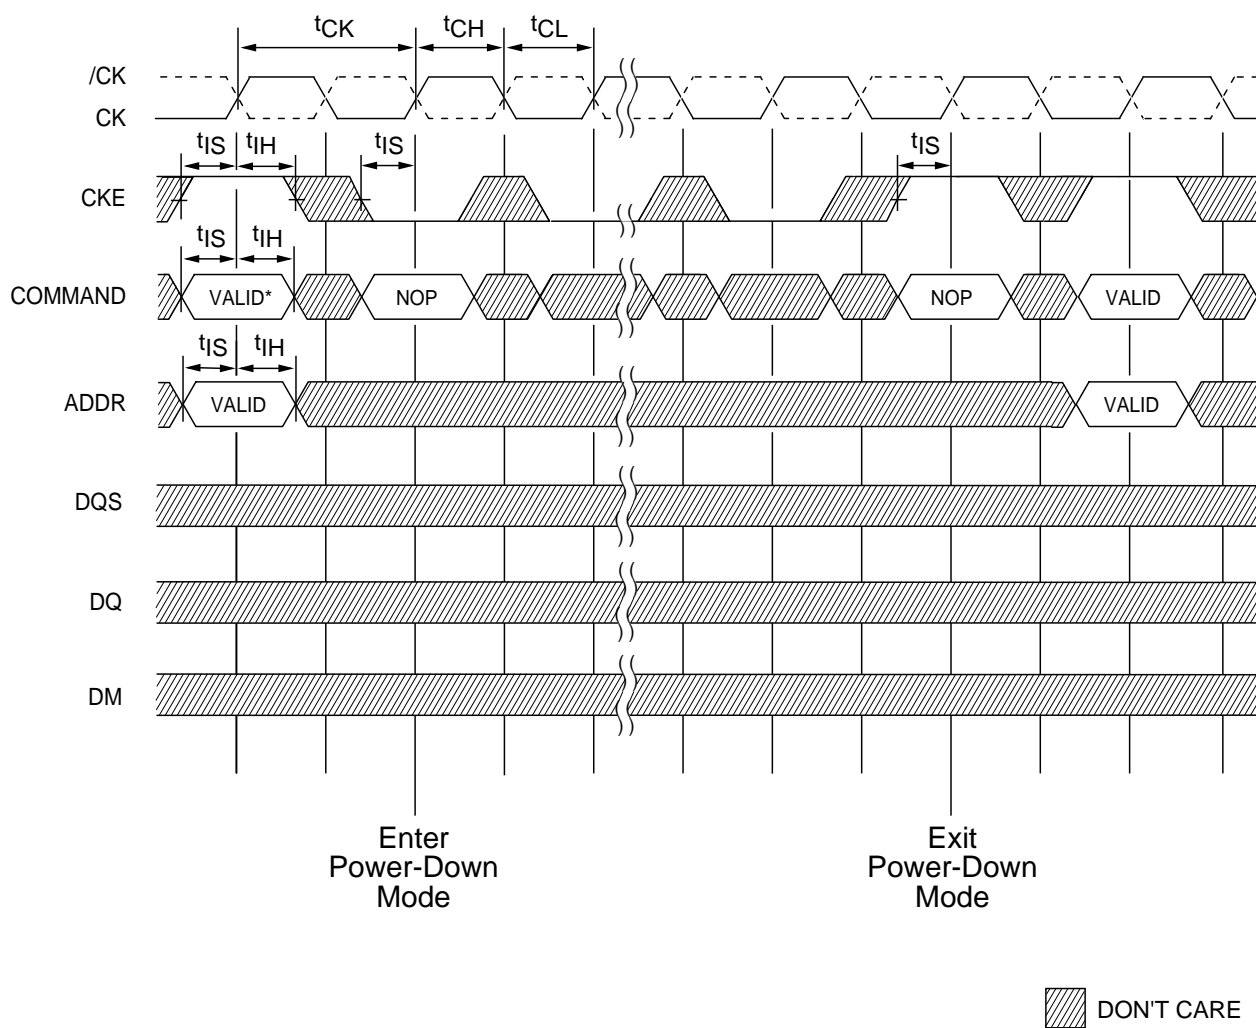 tCK tCH tCL
/CK
CK
tIS tIH tIS tIS
CKE
tIS tIH
COMMAND VALID* NOP NOP VALID
tIS tIH
ADDR VALID VALID
DQS
DQ
DM
Enter
Power-Down
Mode
Exit
Power-Down
Mode
DON'T CARE